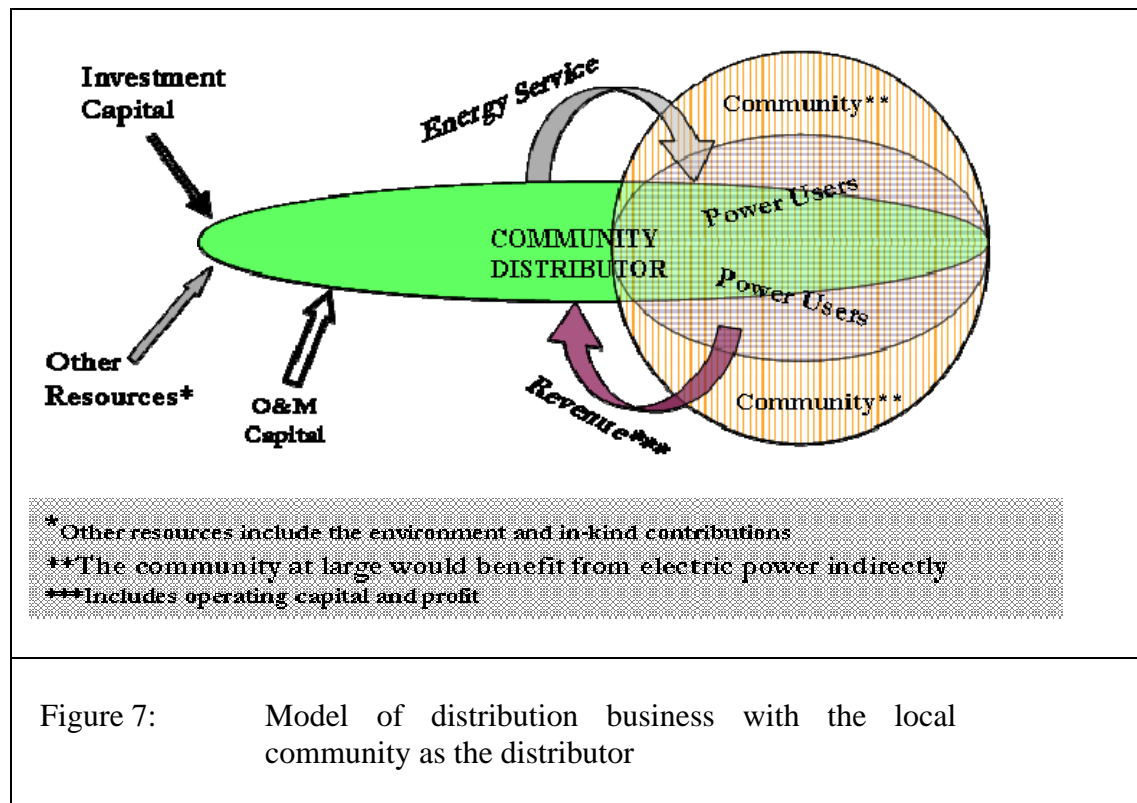 Investment
Capital
Energy Service
Community**
Power Users
COMMUNITY
DISTRIBUTOR
Power Users
Other
Resources*
O&M
Capital
Revenue***
Community**
*Other resources include the environment and in-kind contributions
**The community at large would benefit from electric power indirectly
***Includes operating capital and profit
Figure 7: Model of distribution business with the local
community as the distributor